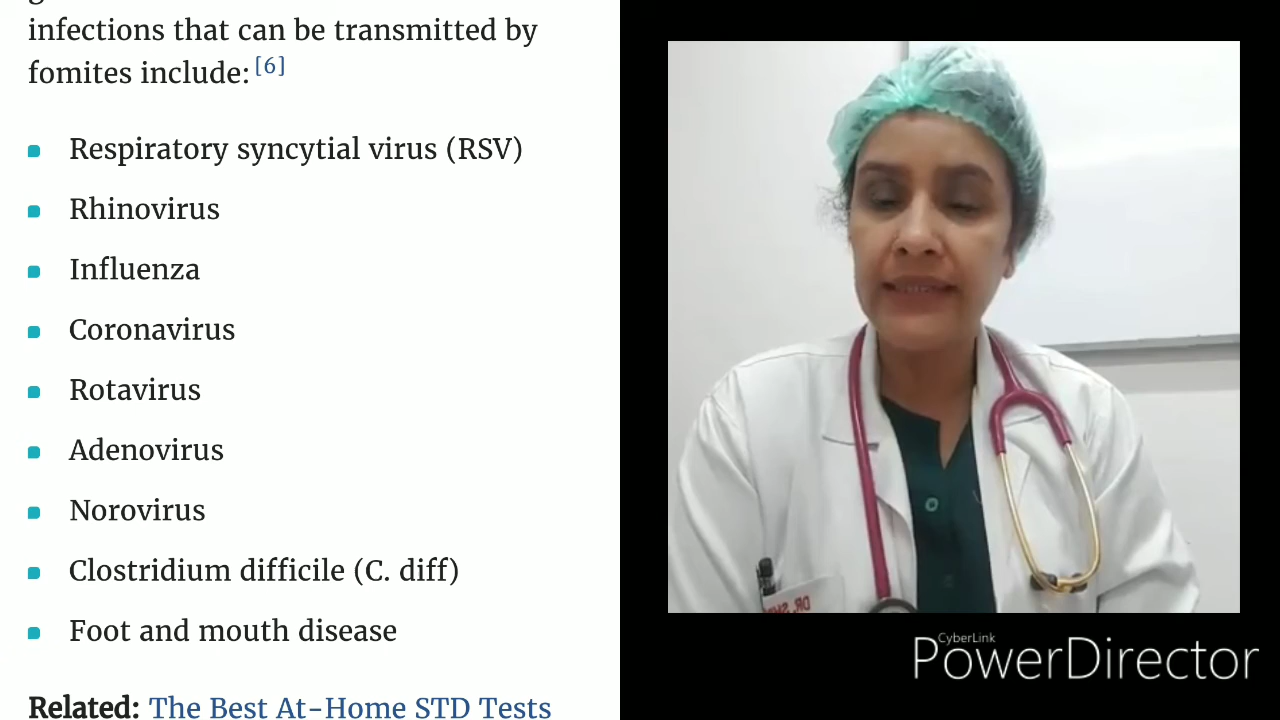 infections that can be transmitted by
fomites include: [6]
Respiratory syncytial virus (RSV)
Rhinovirus
Influenza
Coronavirus
Rotavirus
Adenovirus
Norovirus
Clostridium difficile (C. diff)
Foot and mouth disease
Related: The Best At-Home STD Tests
DR.
CyberLink
PowerDirector